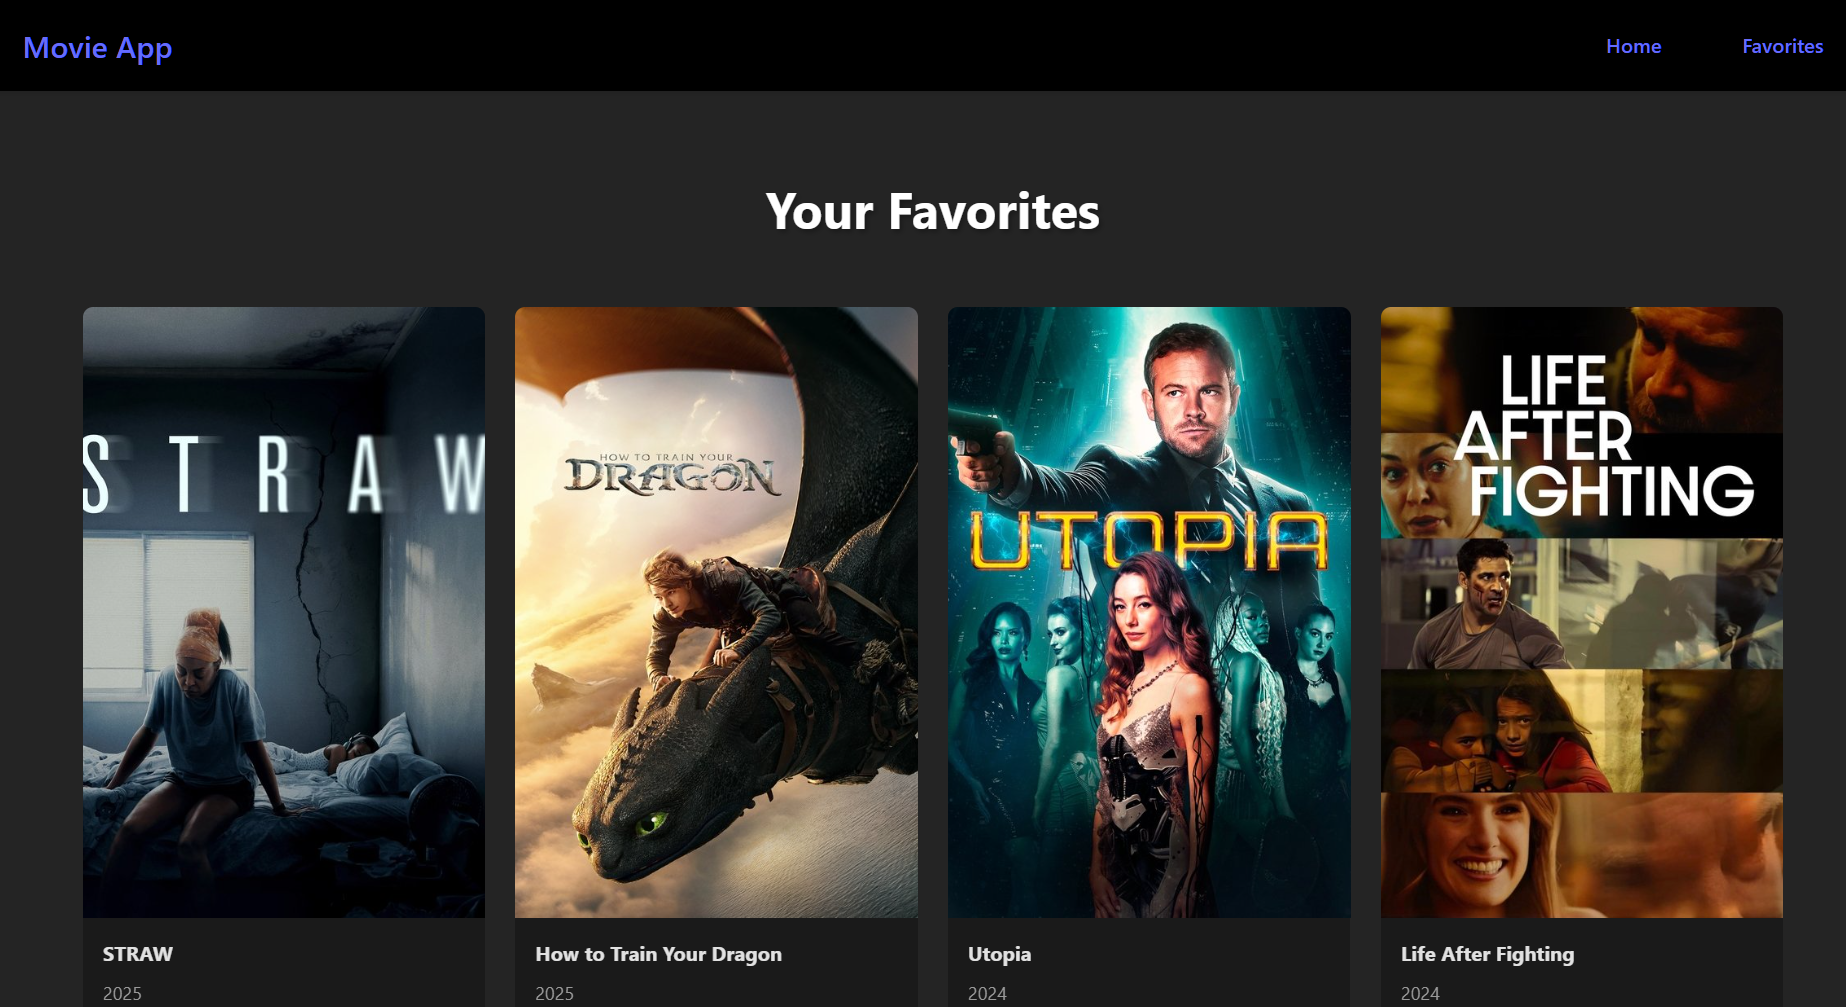 Movie App
Home
Favorites
Your Favorites
STRAW
HOW TO TRAIN YOUR
DRAGON
UTOPIA
LIFE
AFTER
FIGHTING
STRAW
How to Train Your Dragon
Utopia
Life After Fighting
2025
2025
2024
2024